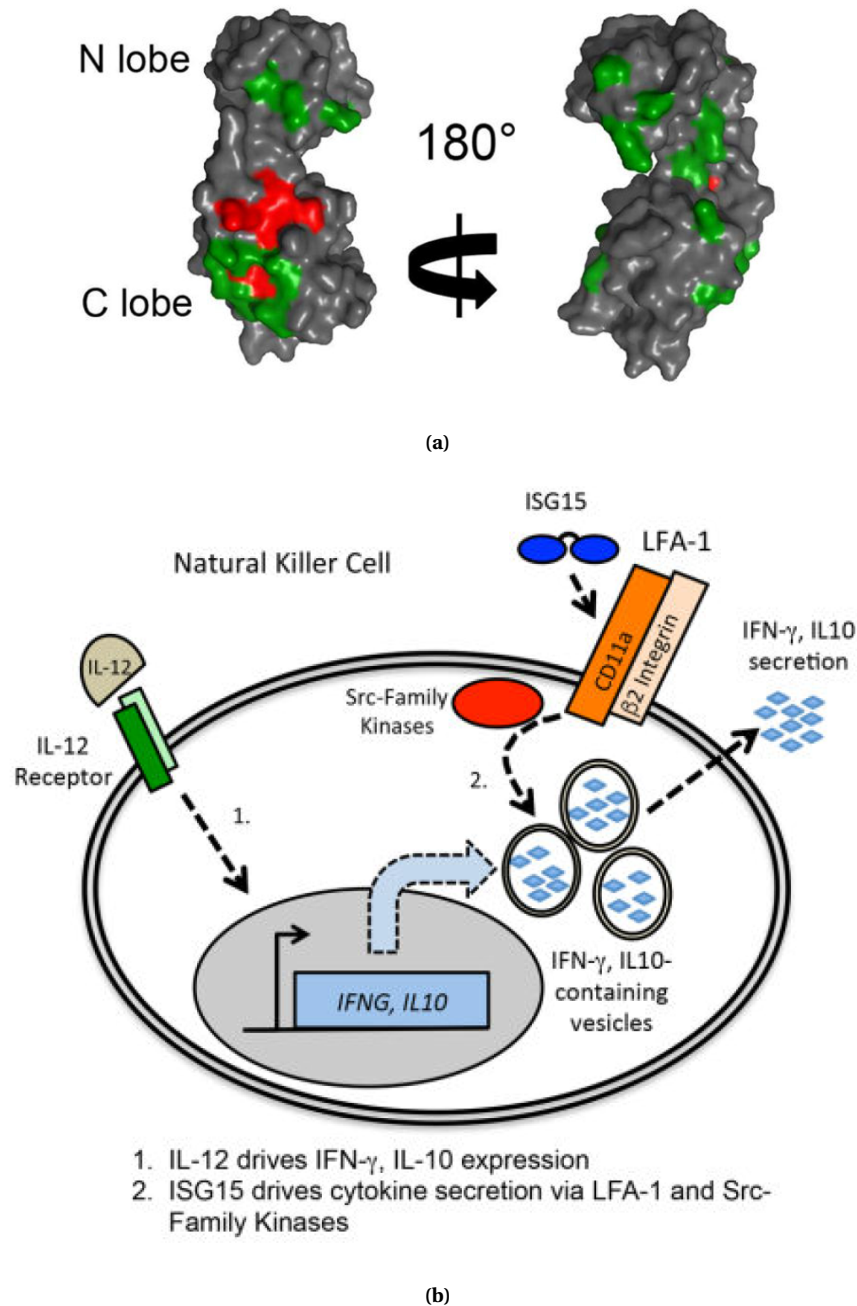 N lobe
180°
C lobe
(a)
ISG15
LFA-1
Natural Killer Cell
CD11a
β2 Integrin
IFN-γ, IL10
secretion
IL-12
Src-Family
Kinases
IL-12
Receptor
1.
2.
IFNG, IL10
IFN-γ, IL10-
containing
vesicles
1. IL-12 drives IFN-γ, IL-10 expression
2. ISG15 drives cytokine secretion via LFA-1 and Src-
Family Kinases
(b)